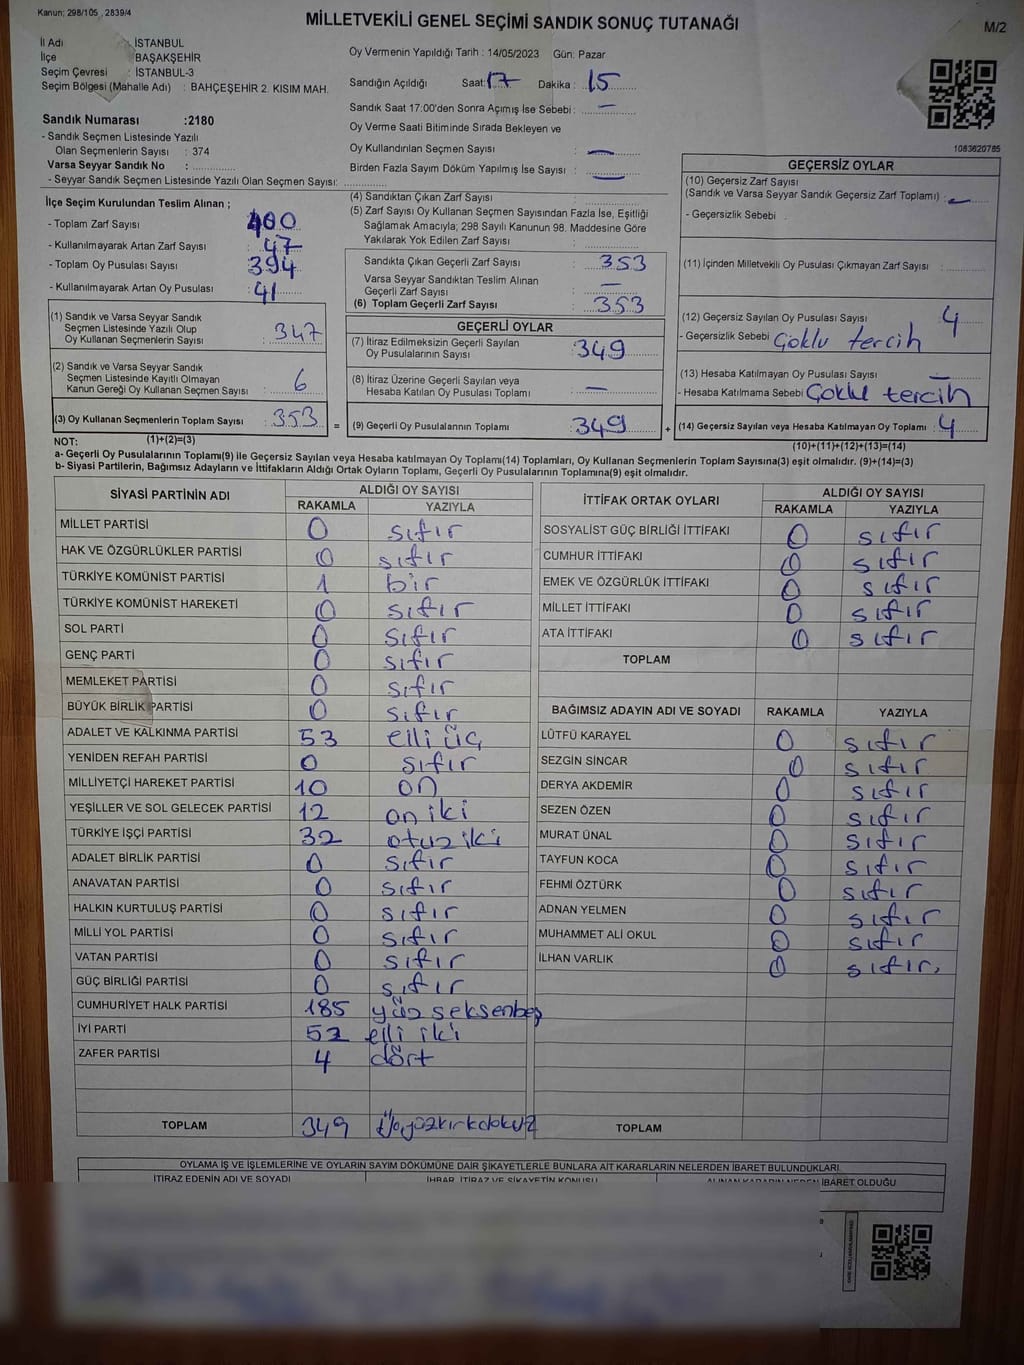 Kanun: 298/105 , 2839/4
MİLLETVEKİLİ GENEL SEÇİMİ SANDIK SONUÇ TUTANAĞI
M/2
İl Adı : İSTANBUL
İlçe : BAŞAKŞEHİR
Seçim Çevresi : İSTANBUL-3
Seçim Bölgesi (Mahalle Adı) : BAHÇEŞEHİR 2. KISIM MAH.
Sandık Numarası :2180
- Sandık Seçmen Listesinde Yazılı
Olan Seçmenlerin Sayısı : 374
Varsa Seyyar Sandık No :
- Seyyar Sandık Seçmen Listesinde Yazılı Olan Seçmen Sayısı:
Oy Vermenin Yapıldığı Tarih : 14/05/2023 Gün: Pazar
Sandığın Açıldığı Saat: 17 Dakika : 15
Sandık Saat 17:00'den Sonra Açımış İse Sebebi : —
Oy Verme Saati Bitiminde Sırada Bekleyen ve
Oy Kullandırılan Seçmen Sayısı : —
Birden Fazla Sayım Döküm Yapılmış İse Sayısı : —
1083620785
İlçe Seçim Kurulundan Teslim Alınan ;
- Toplam Zarf Sayısı : 400
- Kullanılmayarak Artan Zarf Sayısı : 47
- Toplam Oy Pusulası Sayısı : 394
- Kullanılmayarak Artan Oy Pusulası : 41
(1) Sandık ve Varsa Seyyar Sandık
Seçmen Listesinde Yazılı Olup
Oy Kullanan Seçmenlerin Sayısı : 347
(2) Sandık ve Varsa Seyyar Sandık
Seçmen Listesinde Kayıtlı Olmayan
Kanun Gereği Oy Kullanan Seçmen Sayısı : 6
(3) Oy Kullanan Seçmenlerin Toplam Sayısı : 353
(4) Sandıktan Çıkan Zarf Sayısı :
(5) Zarf Sayısı Oy Kullanan Seçmen Sayısından Fazla İse, Eşitliği
Sağlamak Amacıyla; 298 Sayılı Kanunun 98. Maddesine Göre
Yakılarak Yok Edilen Zarf Sayısı :
Sandıkta Çıkan Geçerli Zarf Sayısı : 353
Varsa Seyyar Sandıktan Teslim Alınan
Geçerli Zarf Sayısı : —
(6) Toplam Geçerli Zarf Sayısı : 353
GEÇERLİ OYLAR
(7) İtiraz Edilmeksizin Geçerli Sayılan
Oy Pusulalarının Sayısı : 349
(8) İtiraz Üzerine Geçerli Sayılan veya
Hesaba Katılan Oy Pusulası Toplamı : —
= (9) Geçerli Oy Pusulalarının Toplamı : 349 +
GEÇERSİZ OYLAR
(10) Geçersiz Zarf Sayısı
(Sandık ve Varsa Seyyar Sandık Geçersiz Zarf Toplamı) : —
- Geçersizlik Sebebi :
(11) İçinden Milletvekili Oy Pusulası Çıkmayan Zarf Sayısı :
(12) Geçersiz Sayılan Oy Pusulası Sayısı : 4
- Geçersizlik Sebebi Çoklu tercih
(13) Hesaba Katılmayan Oy Pusulası Sayısı : —
- Hesaba Katılmama Sebebi : Çoklu tercih
(14) Geçersiz Sayılan veya Hesaba Katılmayan Oy Toplamı : 4
NOT: (1)+(2)=(3) (10)+(11)+(12)+(13)=(14)
a- Geçerli Oy Pusulalarının Toplamı(9) ile Geçersiz Sayılan veya Hesaba katılmayan Oy Toplamı(14) Toplamları, Oy Kullanan Seçmenlerin Toplam Sayısına(3) eşit olmalıdır. (9)+(14)=(3)
b- Siyasi Partilerin, Bağımsız Adayların ve İttifakların Aldığı Ortak Oyların Toplamı, Geçerli Oy Pusulalarının Toplamına(9) eşit olmalıdır.
SİYASİ PARTİNİN ADI ALDIĞI OY SAYISI
RAKAMLA YAZIYLA
MİLLET PARTİSİ 0 sıfır
HAK VE ÖZGÜRLÜKLER PARTİSİ 0 sıfır
TÜRKİYE KOMÜNİST PARTİSİ 1 bir
TÜRKİYE KOMÜNİST HAREKETİ 0 sıfır
SOL PARTİ 0 sıfır
GENÇ PARTİ 0 sıfır
MEMLEKET PARTİSİ 0 sıfır
BÜYÜK BİRLİK PARTİSİ 0 sıfır
ADALET VE KALKINMA PARTİSİ 53 elli üç
YENİDEN REFAH PARTİSİ 0 sıfır
MİLLİYETÇİ HAREKET PARTİSİ 10 on
YEŞİLLER VE SOL GELECEK PARTİSİ 12 on iki
TÜRKİYE İŞÇİ PARTİSİ 32 otuz iki
ADALET BİRLİK PARTİSİ 0 sıfır
ANAVATAN PARTİSİ 0 sıfır
HALKIN KURTULUŞ PARTİSİ 0 sıfır
MİLLİ YOL PARTİSİ 0 sıfır
VATAN PARTİSİ 0 sıfır
GÜÇ BİRLİĞİ PARTİSİ 0 sıfır
CUMHURİYET HALK PARTİSİ 185 yüz seksenbeş
İYİ PARTİ 52 elli iki
ZAFER PARTİSİ 4 dört
TOPLAM 349 Üçyüzkırkdokuz
İTTİFAK ORTAK OYLARI ALDIĞI OY SAYISI
RAKAMLA YAZIYLA
SOSYALİST GÜÇ BİRLİĞİ İTTİFAKI 0 sıfır
CUMHUR İTTİFAKI 0 sıfır
EMEK VE ÖZGÜRLÜK İTTİFAKI 0 sıfır
MİLLET İTTİFAKI 0 sıfır
ATA İTTİFAKI 0 sıfır
TOPLAM
BAĞIMSIZ ADAYIN ADI VE SOYADI RAKAMLA YAZIYLA
LÜTFÜ KARAYEL 0 sıfır
SEZGİN SİNCAR 0 sıfır
DERYA AKDEMİR 0 sıfır
SEZEN ÖZEN 0 sıfır
MURAT ÜNAL 0 sıfır
TAYFUN KOCA 0 sıfır
FEHMİ ÖZTÜRK 0 sıfır
ADNAN YELMEN 0 sıfır
MUHAMMET ALİ OKUL 0 sıfır
İLHAN VARLIK 0 sıfır.
TOPLAM
OYLAMA İŞ VE İŞLEMLERİNE VE OYLARIN SAYIM DÖKÜMÜNE DAİR ŞİKAYETLERLE BUNLARA AİT KARARLARIN NELERDEN İBARET BULUNDUKLARI
İTİRAZ EDENİN ADI VE SOYADI İHBAR, İTİRAZ VE ŞİKAYETİN KONUSU ALINAN KARARIN NEDEN İBARET OLDUĞU